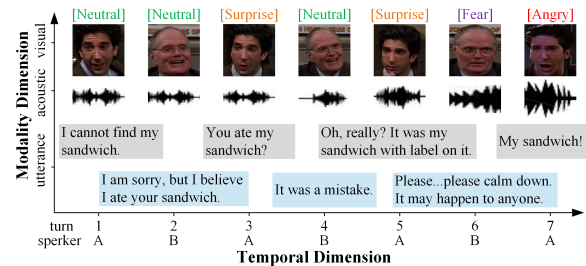 [Neutral] [Neutral] [Surprise] [Neutral] [Surprise] [Fear] [Angry]
Modality Dimension
visual
acoustic
utterance
I cannot find my
sandwich.
You ate my
sandwich?
Oh, really? It was my
sandwich with label on it.
My sandwich!
I am sorry, but I believe
I ate your sandwich.
It was a mistake.
Please...please calm down.
It may happen to anyone.
turn 1 2 3 4 5 6 7
sperker A B A B A B A
Temporal Dimension